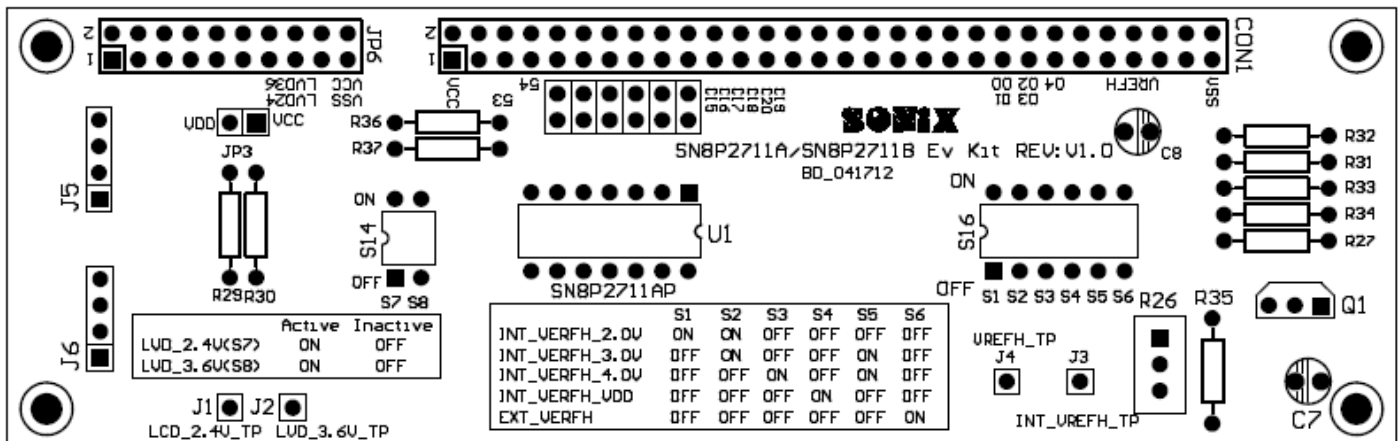 2
1
JP6
2
1
CON1
LVD36 VCC
LVD24 VSS
VCC
54
53
C15
C16
C17
C18
C20
C19
D1 D0
D3 D2
D4
VREFH
VSS
SONiX
SN8P2711A/SN8P2711B Ev Kit REV:V1.0
BD_041712
C8
VDD
VCC
JP3
R36
R37
J5
R29 R30
ON
S14
OFF
S7 S8
U1
SN8P2711AP
ON
S16
OFF
S1 S2 S3 S4 S5 S6
R32
R31
R33
R34
R27
R26
R35
Q1
J6
Active Inactive
LVD_2.4V(S7) ON OFF
LVD_3.6V(S8) ON OFF
S1 S2 S3 S4 S5 S6
INT_VERFH_2.0V ON ON OFF OFF OFF OFF
INT_VERFH_3.0V OFF ON OFF OFF ON OFF
INT_VERFH_4.0V OFF OFF ON OFF ON OFF
INT_VERFH_VDD OFF OFF OFF ON OFF OFF
EXT_VERFH OFF OFF OFF OFF OFF ON
VREFH_TP
J4
J3
INT_VREFH_TP
J1
J2
LCD_2.4V_TP
LVD_3.6V_TP
C7